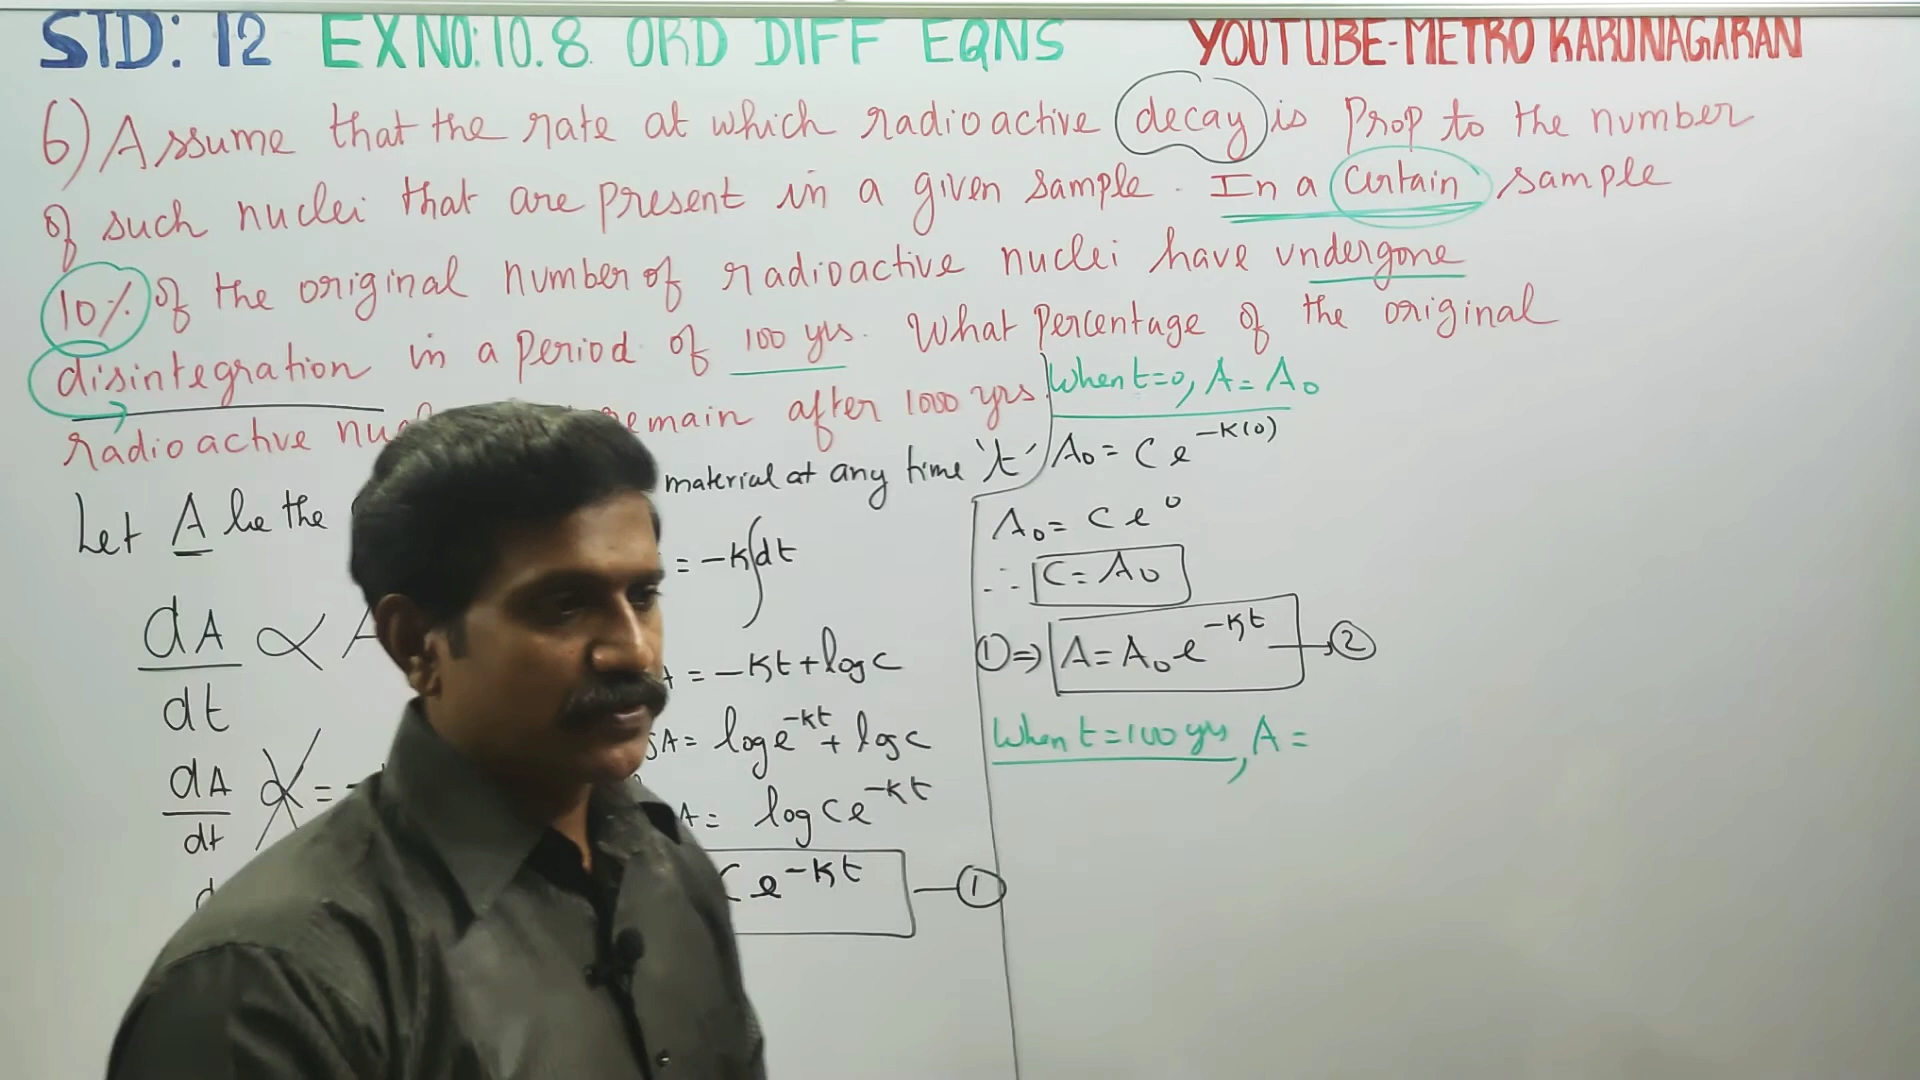 STD: 12 EX NO: 10.8 ORD DIFF EQNS YOUTUBE-METRO KARUNAGARAN
6) Assume that the rate at which radioactive decay is Prop to the number
of such nuclei that are present in a given sample. In a certain sample
10% of the original number of radioactive nuclei have undergone
disintegration in a period of 100 yrs. What percentage of the original
radioactive remain after 1000 yrs.
Let A be the material at any time 't'
dA/dt ∝ A
dA/dt ∝ =
= -K∫dt
= -Kt + log C
A = log e^-Kt + log C
A = log C e^-Kt
C e^-Kt — ①
When t=0, A = A₀
A₀ = C e^-K(0)
A₀ = C e^0
∴ C = A₀
① ⇒ A = A₀ e^-Kt → ②
When t = 100 yrs, A =